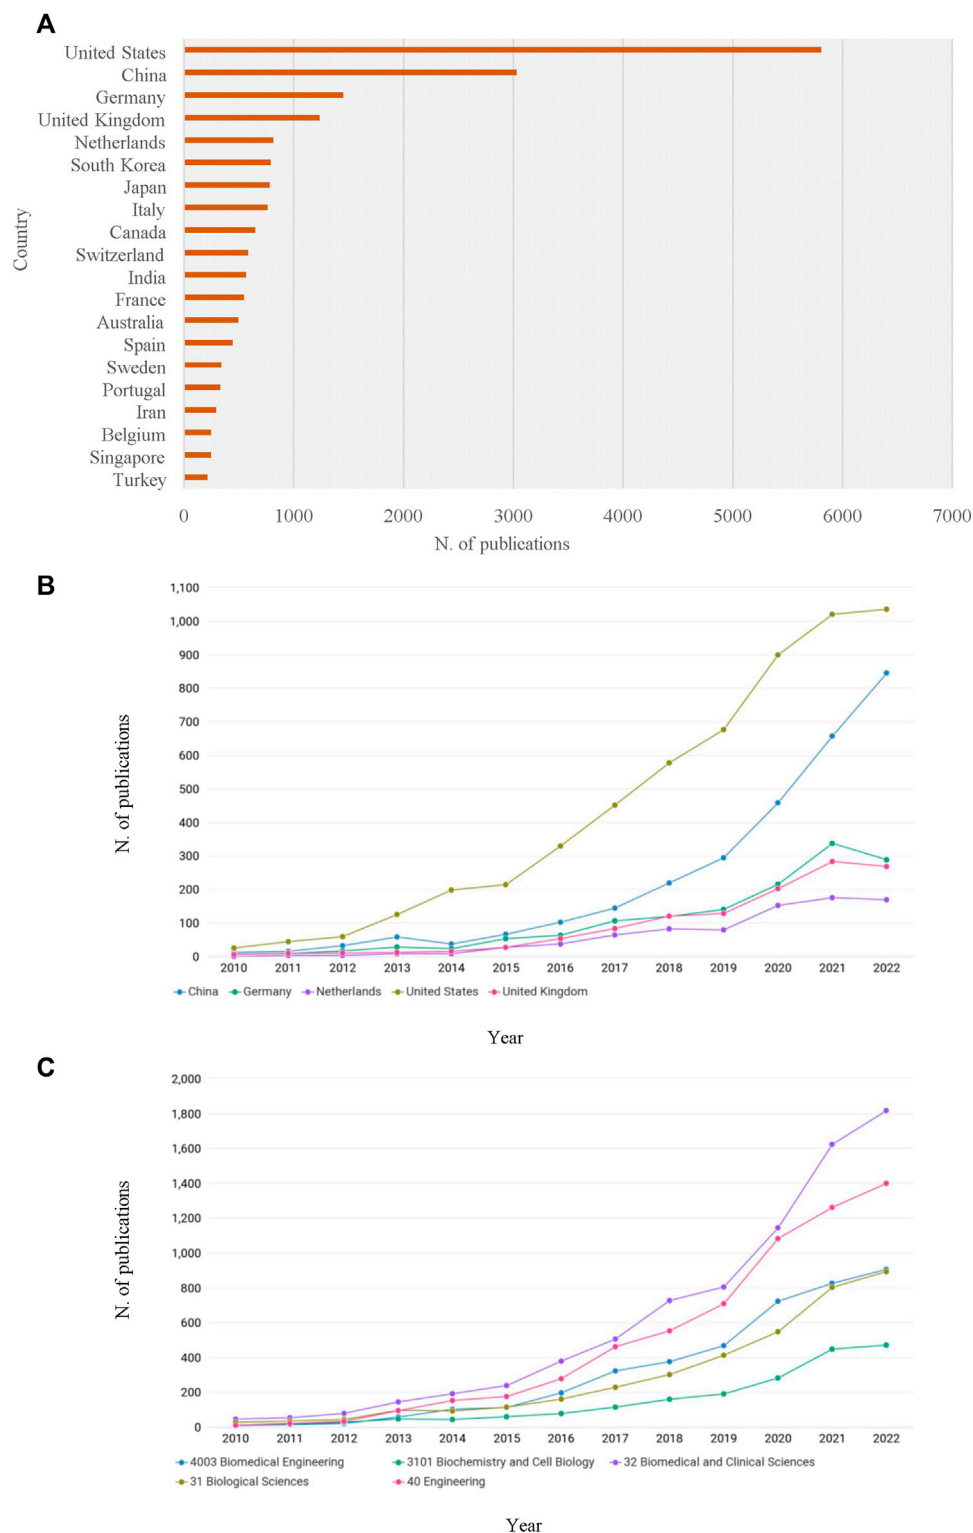 A
United States
China
Germany
United Kingdom
Netherlands
South Korea
Japan
Italy
Canada
Switzerland
India
France
Australia
Spain
Sweden
Portugal
Iran
Belgium
Singapore
Turkey
Country
0 1000 2000 3000 4000 5000 6000 7000
N. of publications
B
1,100
1,000
900
800
700
600
500
400
300
200
100
0
N. of publications
2010 2011 2012 2013 2014 2015 2016 2017 2018 2019 2020 2021 2022
China Germany Netherlands United States United Kingdom
Year
C
2,000
1,800
1,600
1,400
1,200
1,000
800
600
400
200
0
N. of publications
2010 2011 2012 2013 2014 2015 2016 2017 2018 2019 2020 2021 2022
4003 Biomedical Engineering 3101 Biochemistry and Cell Biology 32 Biomedical and Clinical Sciences
31 Biological Sciences 40 Engineering
Year